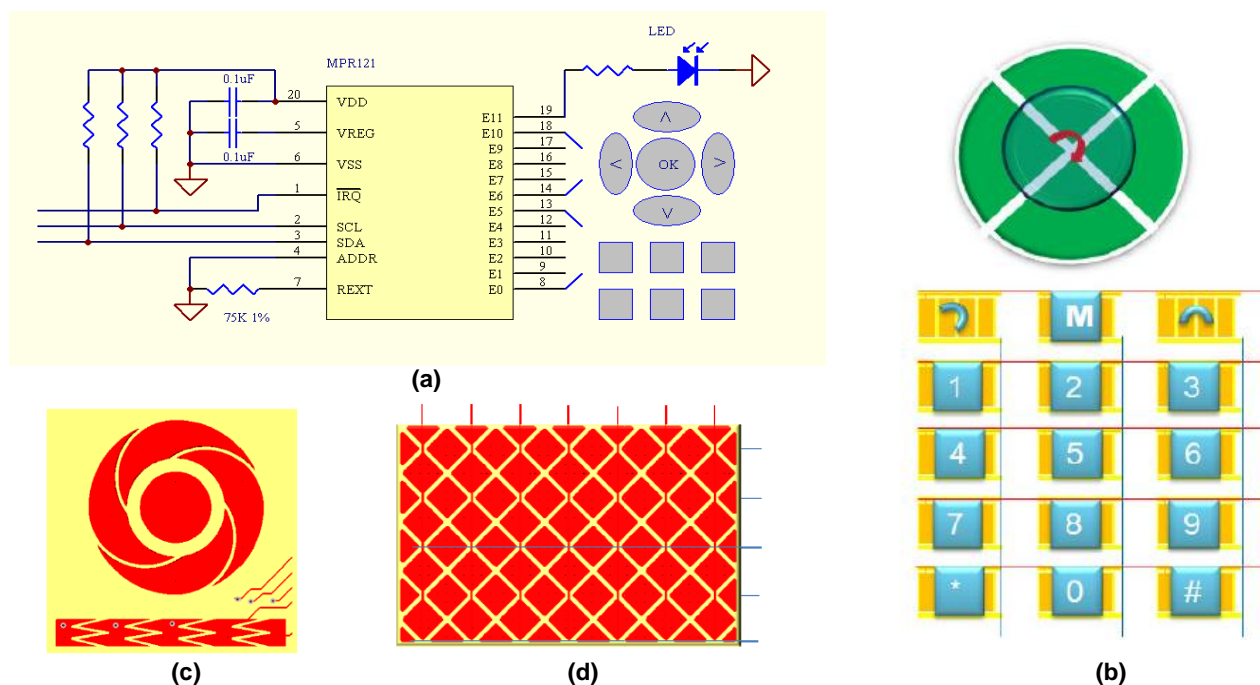 LED
MPR121
0.1uF
20 VDD
5 VREG
0.1uF
6 VSS
1 IRQ
2 SCL
3 SDA
4 ADDR
7 REXT
75K 1%
E11 19
E10 18
E9 17
E8 16
E7 15
E6 14
E5 13
E4 12
E3 11
E2 10
E1 9
E0 8
^
< OK >
v
(a)
M
1 2 3
4 5 6
7 8 9
* 0 #
(c)
(d)
(b)